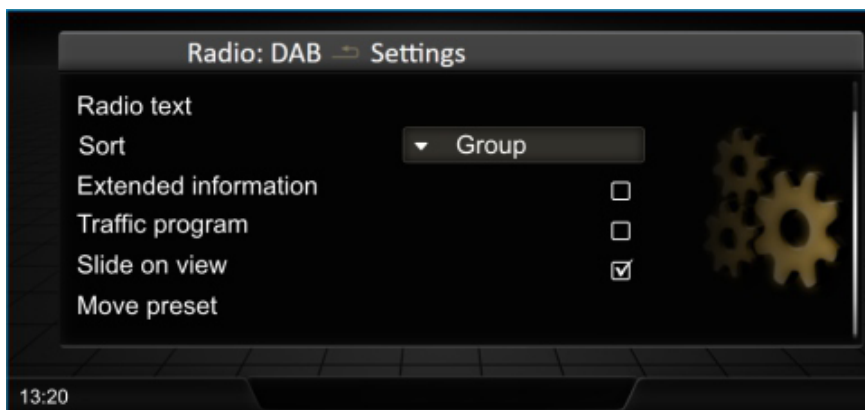 Radio: DAB Settings
Radio text
Sort Group
Extended information
Traffic program
Slide on view
Move preset
13:20